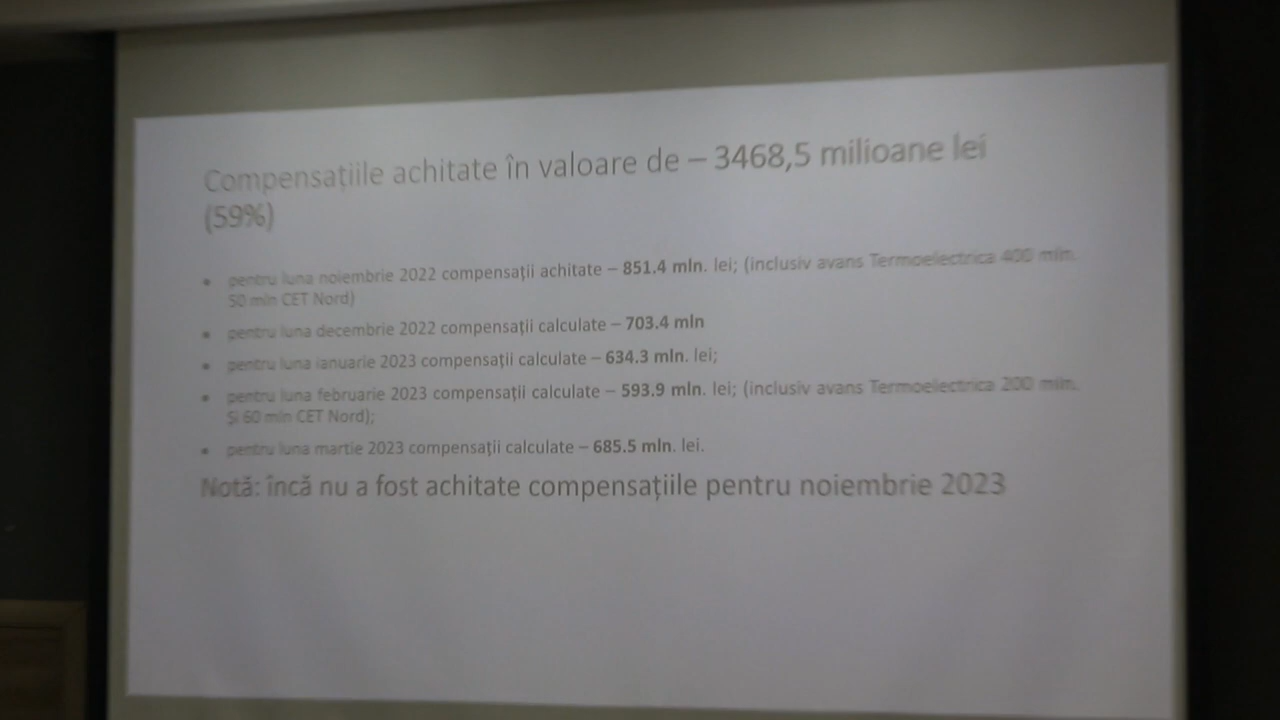 Compensațiile achitate în valoare de – 3468,5 milioane lei
(59%)
• pentru luna noiembrie 2022 compensații achitate – 851.4 mln. lei; (inclusiv avans Termoelectrica 400 mln.
50 mln CET Nord)
• pentru luna decembrie 2022 compensații calculate – 703.4 mln
• pentru luna ianuarie 2023 compensații calculate – 634.3 mln. lei;
• pentru luna februarie 2023 compensații calculate – 593.9 mln. lei; (inclusiv avans Termoelectrica 200 mln.
Și 60 mln CET Nord);
• pentru luna martie 2023 compensații calculate – 685.5 mln. lei.
Notă: încă nu a fost achitate compensațiile pentru noiembrie 2023